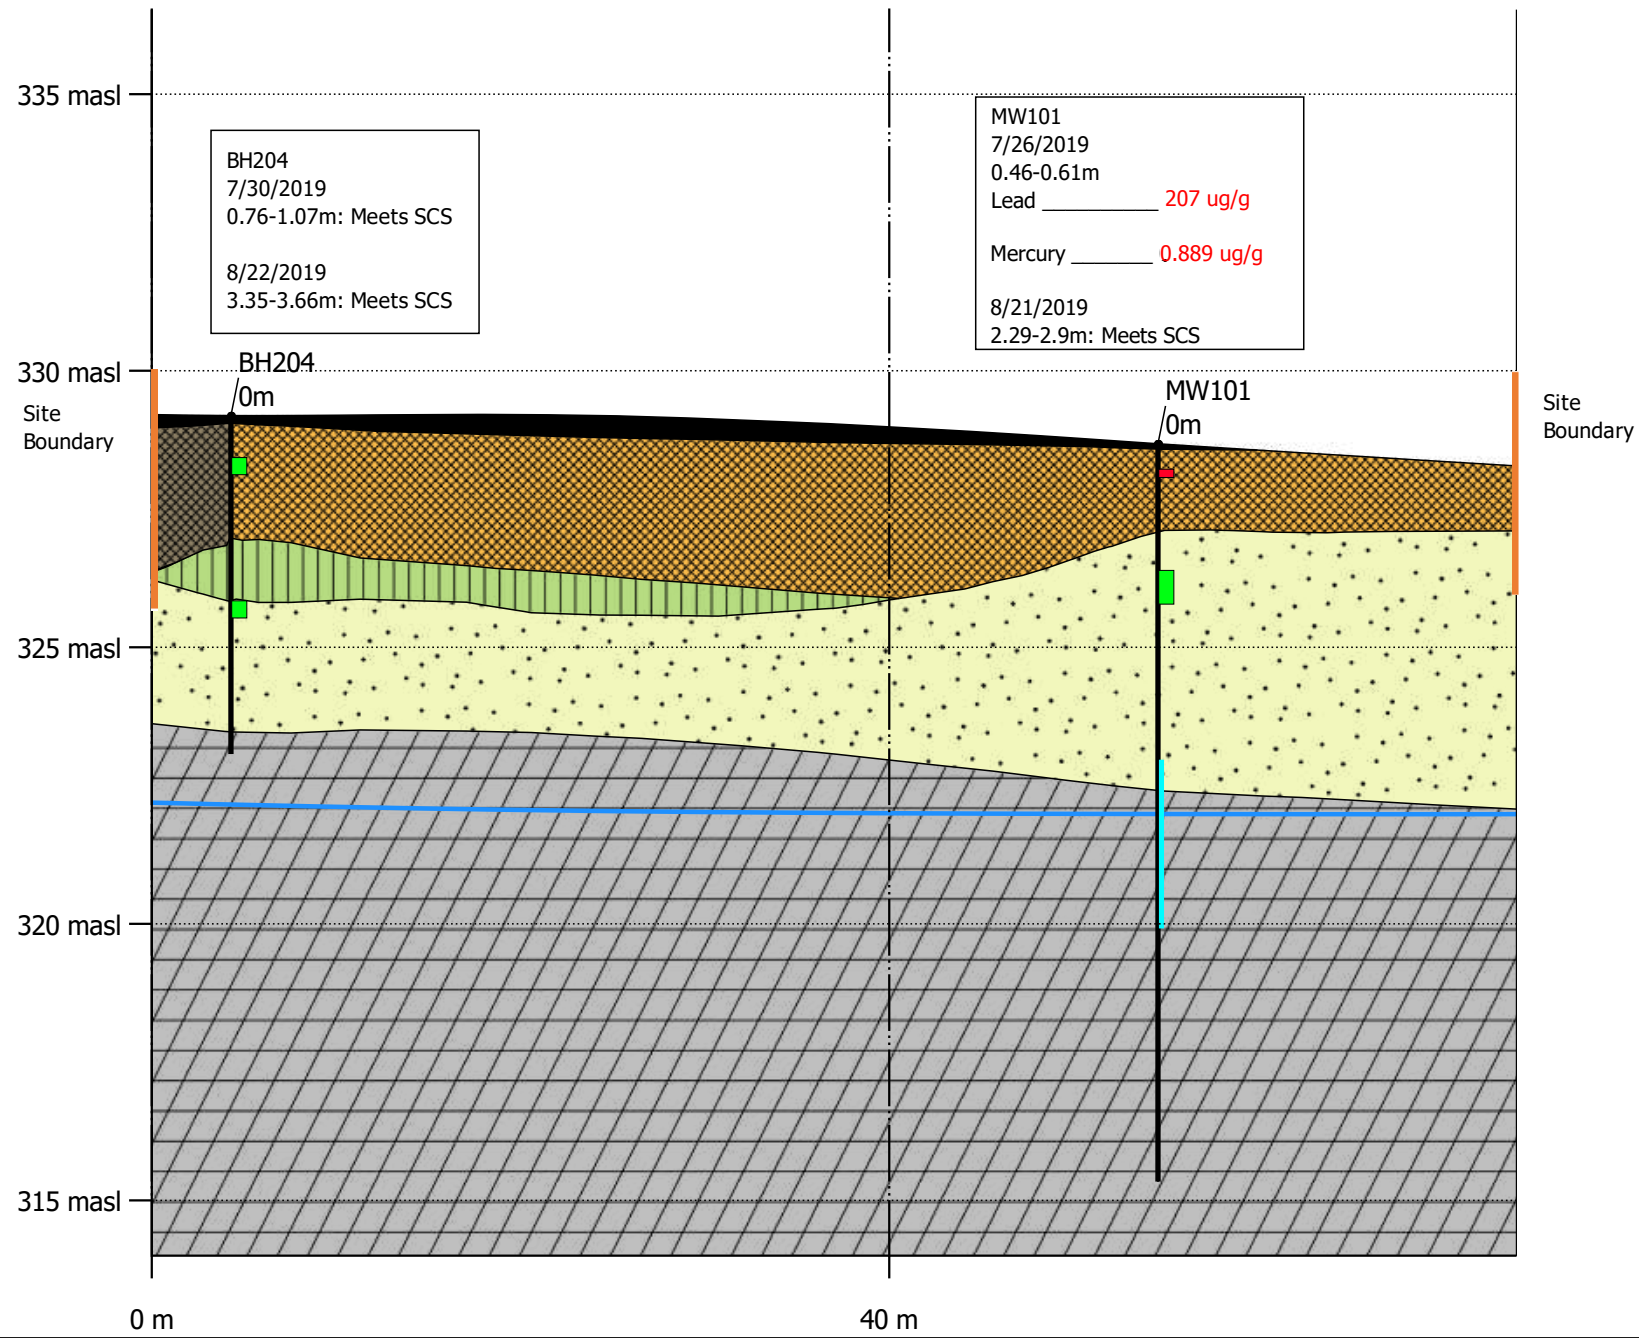 335 masl
BH204
7/30/2019
0.76-1.07m: Meets SCS
8/22/2019
3.35-3.66m: Meets SCS
MW101
7/26/2019
0.46-0.61m
Lead __________ 207 ug/g
Mercury _______ 0.889 ug/g
8/21/2019
2.29-2.9m: Meets SCS
330 masl
BH204
0m
MW101
0m
Site
Boundary
Site
Boundary
325 masl
320 masl
315 masl
0 m
40 m